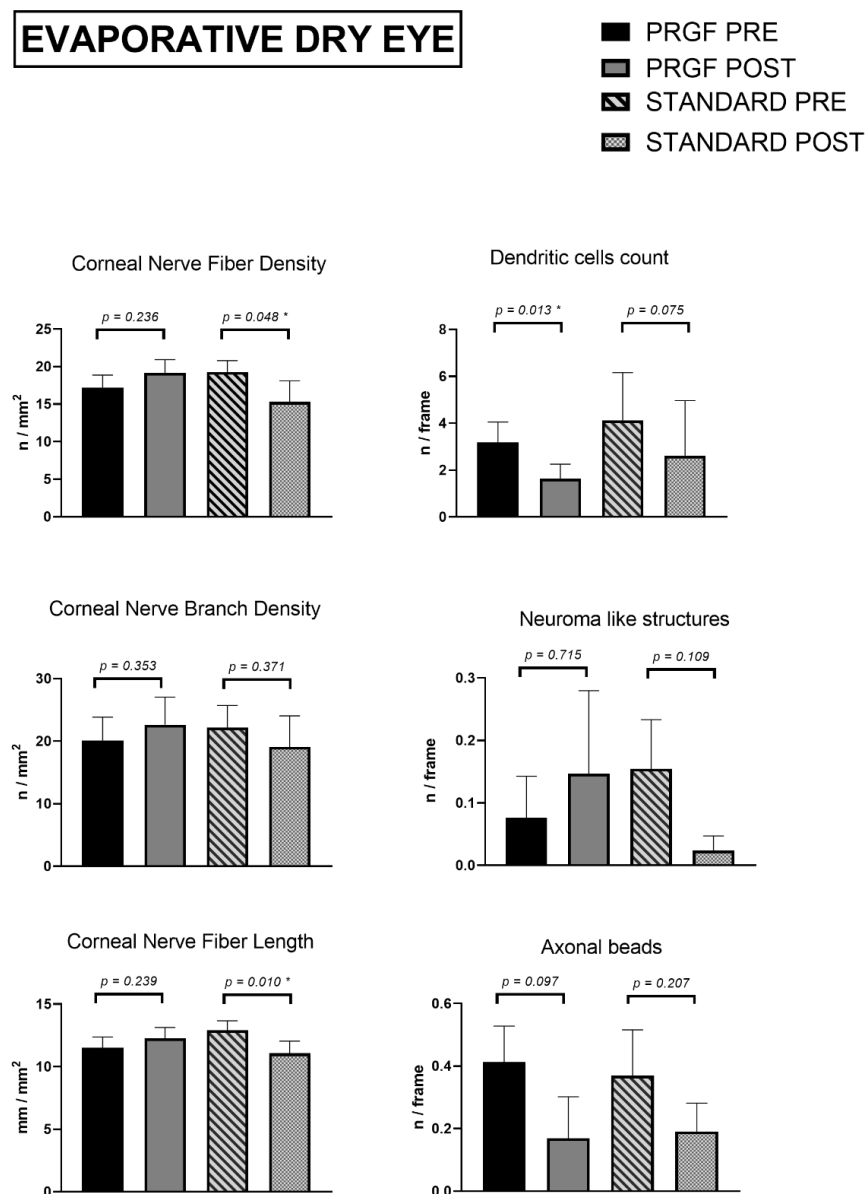 EVAPORATIVE DRY EYE
PRGF PRE
PRGF POST
STANDARD PRE
STANDARD POST
Corneal Nerve Fiber Density
p = 0.236
p = 0.048 *
25
20
15
10
5
0
n / mm²
Dendritic cells count
p = 0.013 *
p = 0.075
8
6
4
2
0
n / frame
Corneal Nerve Branch Density
p = 0.353
p = 0.371
30
20
10
0
n / mm²
Neuroma like structures
p = 0.715
p = 0.109
0.3
0.2
0.1
0.0
n / frame
Corneal Nerve Fiber Length
p = 0.239
p = 0.010 *
15
10
5
0
mm / mm²
Axonal beads
p = 0.097
p = 0.207
0.6
0.4
0.2
0.0
n / frame